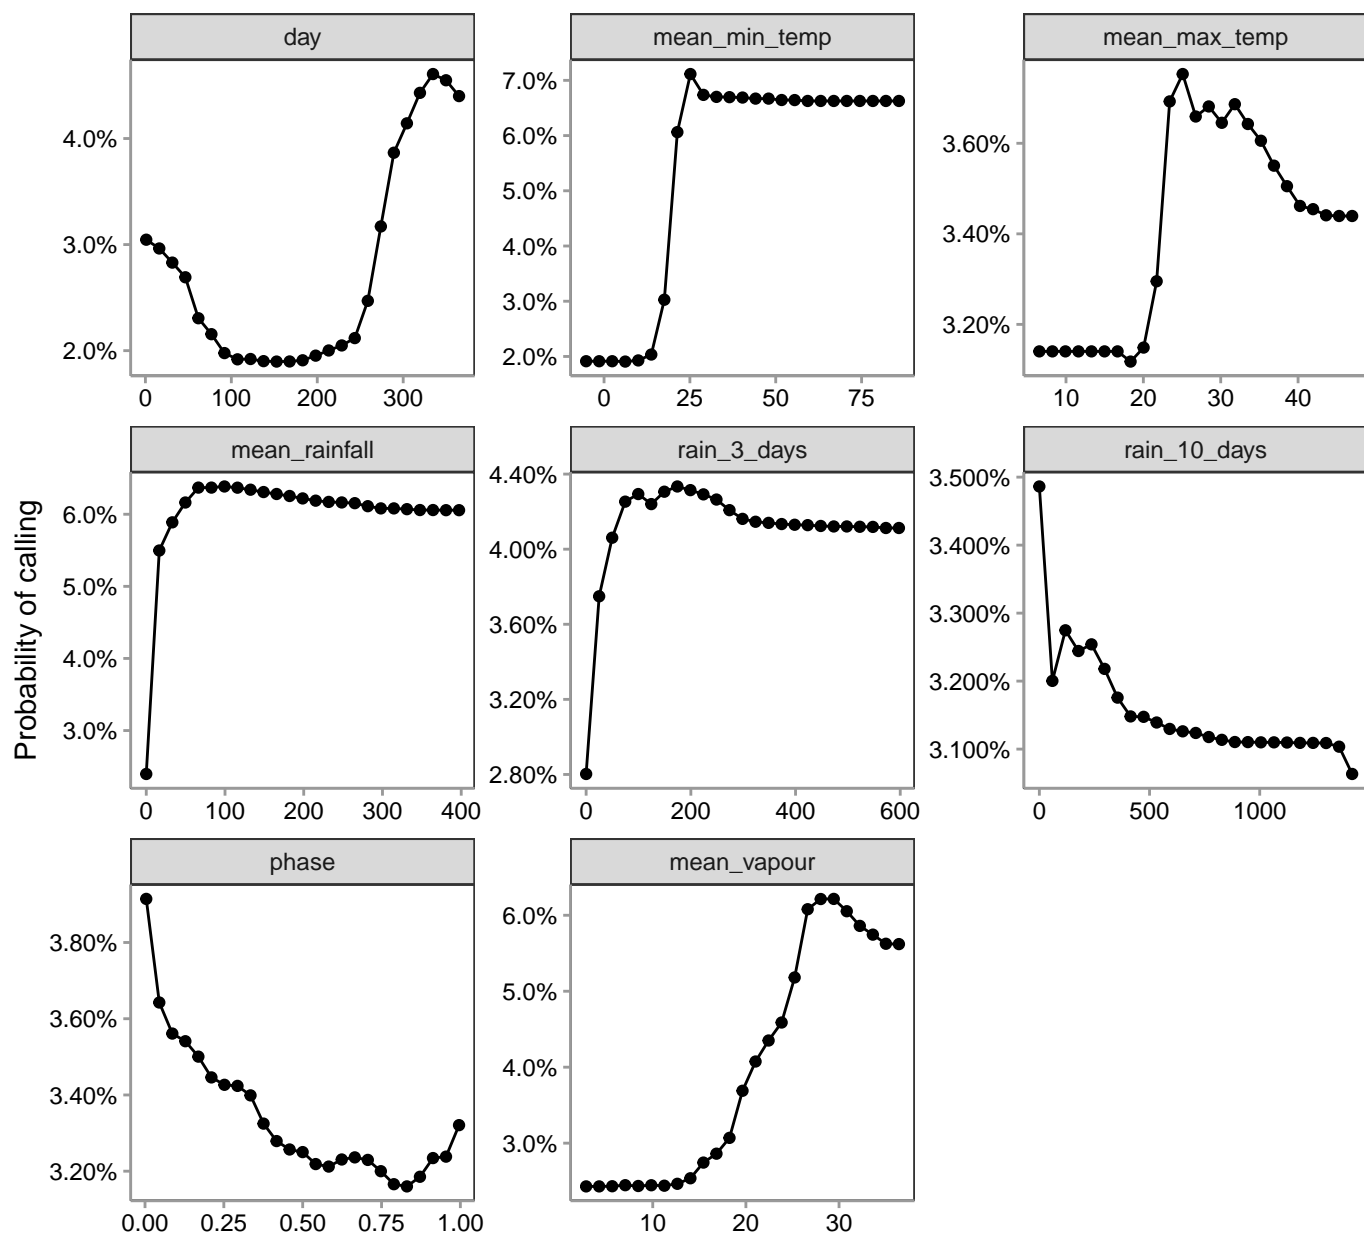 day
mean_min_temp
mean_max_temp
4.0%
3.0%
2.0%
0 100 200 300
7.0%
6.0%
5.0%
4.0%
3.0%
2.0%
0 25 50 75
3.60%
3.40%
3.20%
10 20 30 40
Probability of calling
mean_rainfall
rain_3_days
rain_10_days
6.0%
5.0%
4.0%
3.0%
0 100 200 300 400
4.40%
4.00%
3.60%
3.20%
2.80%
0 200 400 600
3.500%
3.400%
3.300%
3.200%
3.100%
0 500 1000
phase
mean_vapour
3.80%
3.60%
3.40%
3.20%
0.00 0.25 0.50 0.75 1.00
6.0%
5.0%
4.0%
3.0%
10 20 30